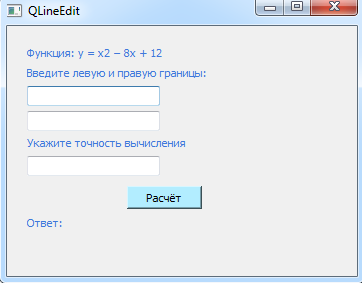 QLineEdit
Функция: y = x2 − 8x + 12
Введите левую и правую границы:
Укажите точность вычисления
Расчёт
Ответ: